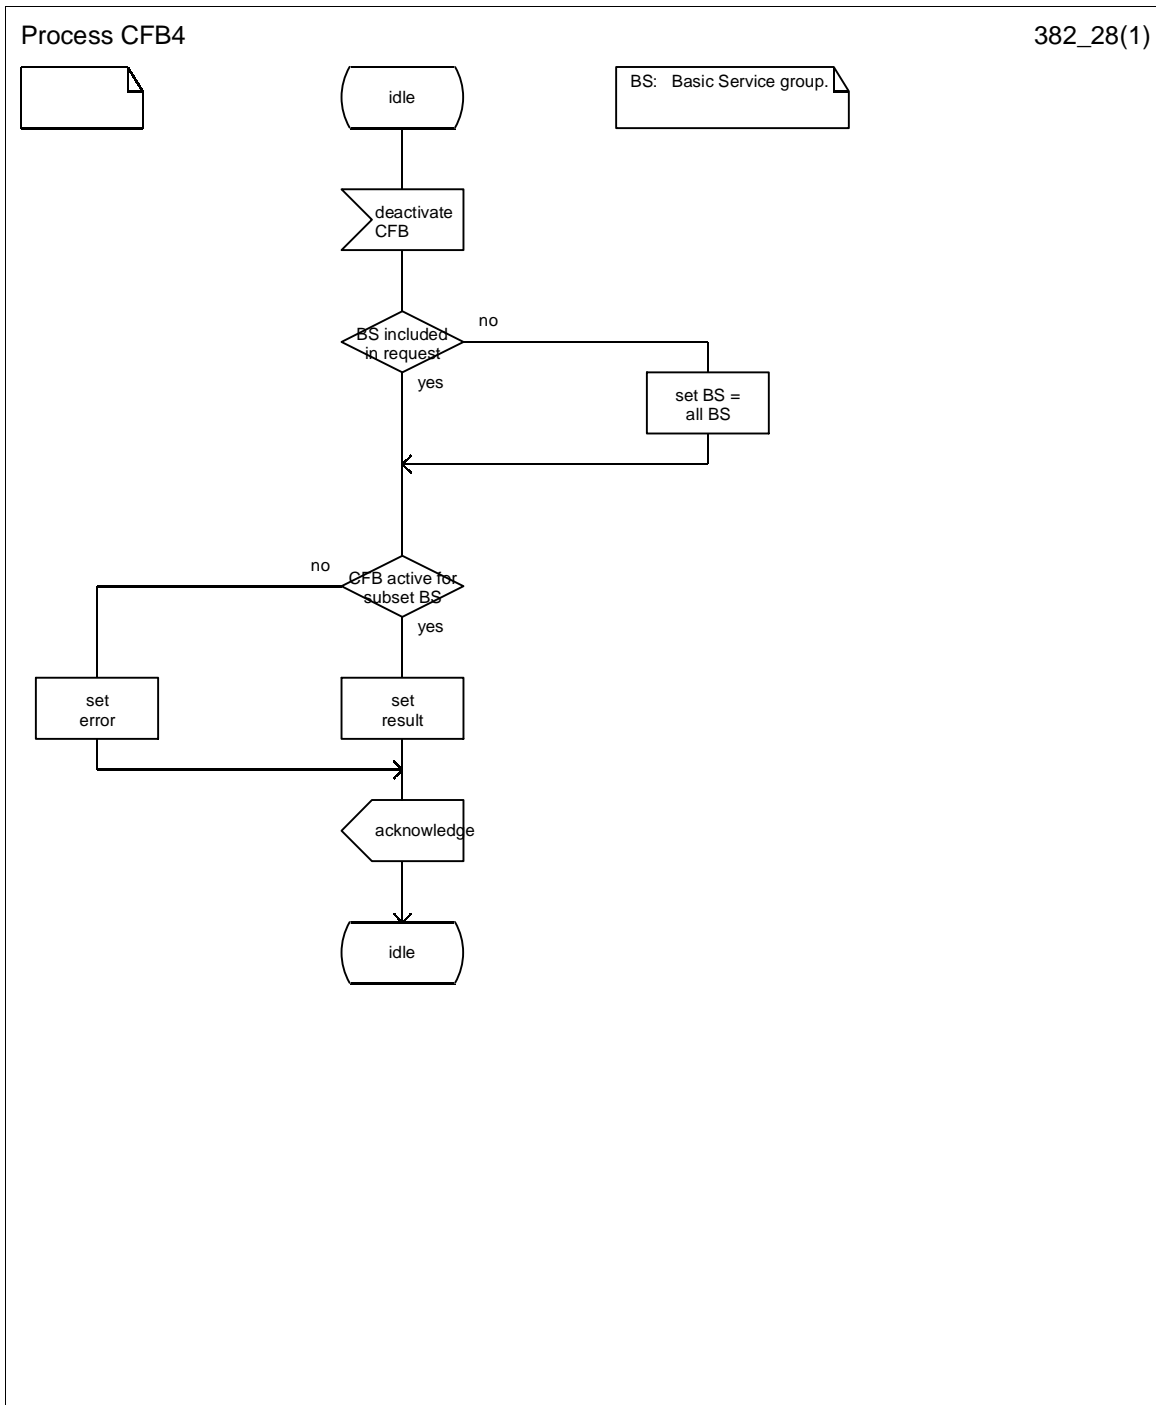 Process CFB4
382_28(1)
idle
BS: Basic Service group.
deactivate
CFB
no
BS included
in request
yes
set BS =
all BS
no
CFB active for
subset BS
yes
set
error
set
result
acknowledge
idle